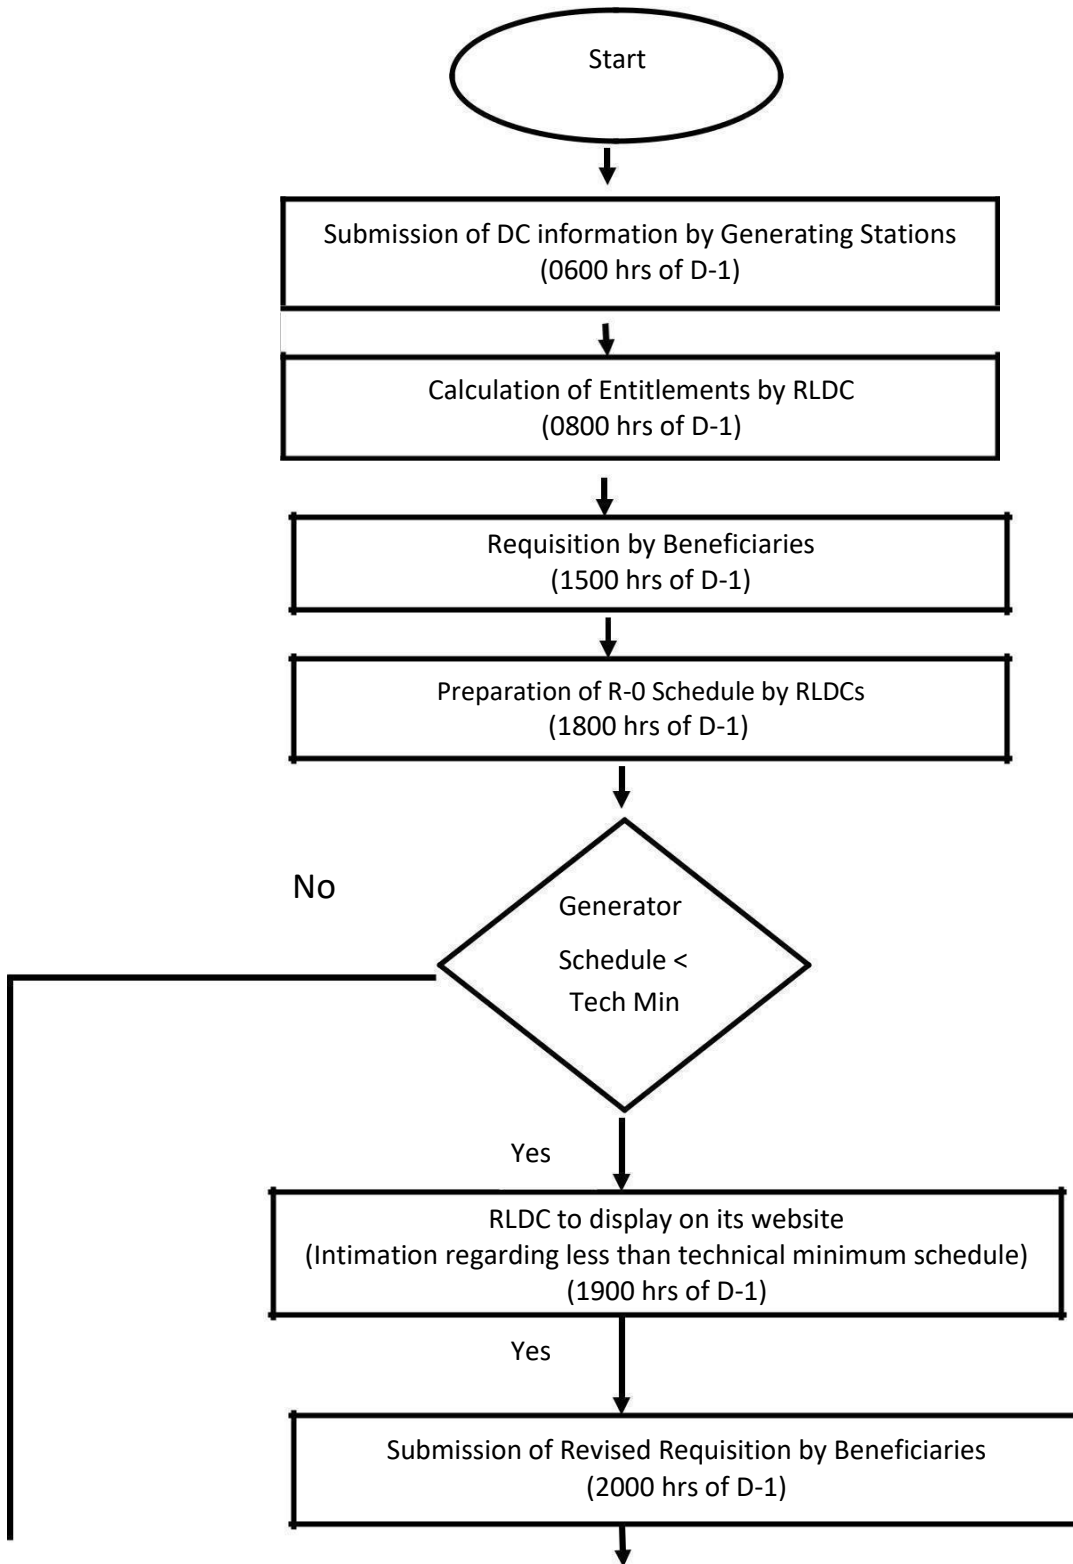 Start
Submission of DC information by Generating Stations
(0600 hrs of D-1)
Calculation of Entitlements by RLDC
(0800 hrs of D-1)
Requisition by Beneficiaries
(1500 hrs of D-1)
Preparation of R-0 Schedule by RLDCs
(1800 hrs of D-1)
No
Generator
Schedule <
Tech Min
Yes
RLDC to display on its website
(Intimation regarding less than technical minimum schedule)
(1900 hrs of D-1)
Yes
Submission of Revised Requisition by Beneficiaries
(2000 hrs of D-1)